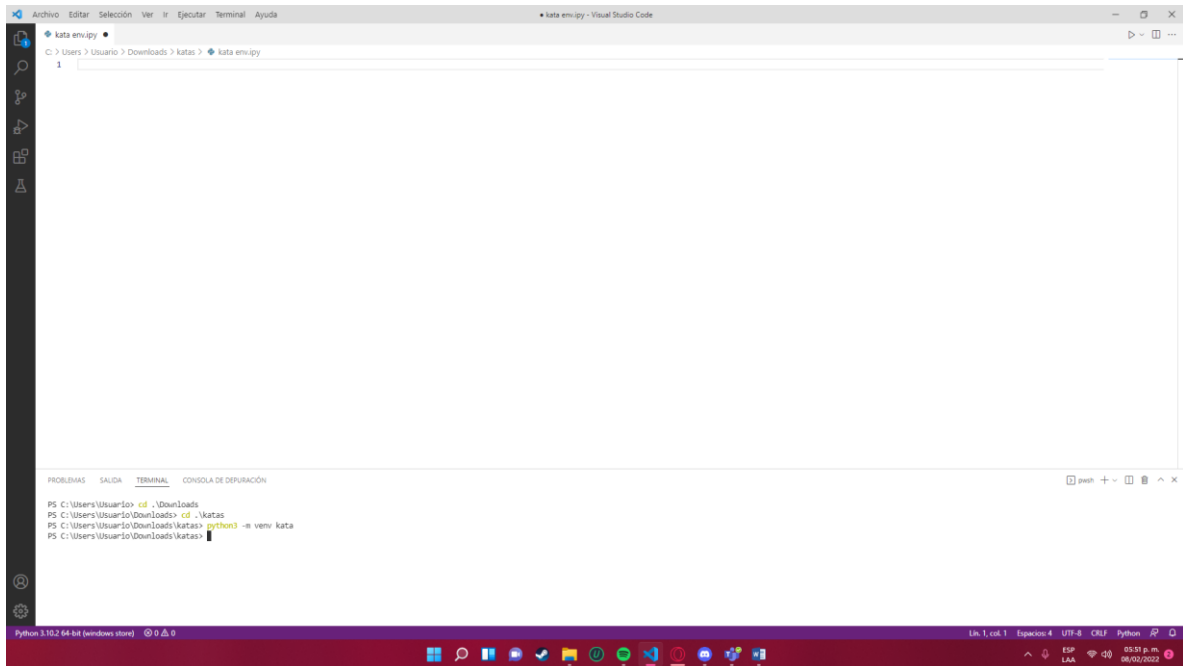 Archivo Editar Selección Ver Ir Ejecutar Terminal Ayuda
● kata env.ipy - Visual Studio Code
kata env.ipy ●
C: > Users > Usuario > Downloads > katas > kata env.ipy
1
PROBLEMAS SALIDA TERMINAL CONSOLA DE DEPURACIÓN
pwsh
PS C:\Users\Usuario> cd .\Downloads
PS C:\Users\Usuario\Downloads> cd .\katas
PS C:\Users\Usuario\Downloads\katas> python3 -m venv kata
PS C:\Users\Usuario\Downloads\katas>
Python 3.10.2 64-bit (windows store) 0 0 Lín. 1, col. 1 Espacios: 4 UTF-8 CRLF Python
ESP 05:51 p. m.
LAA 08/02/2022 2